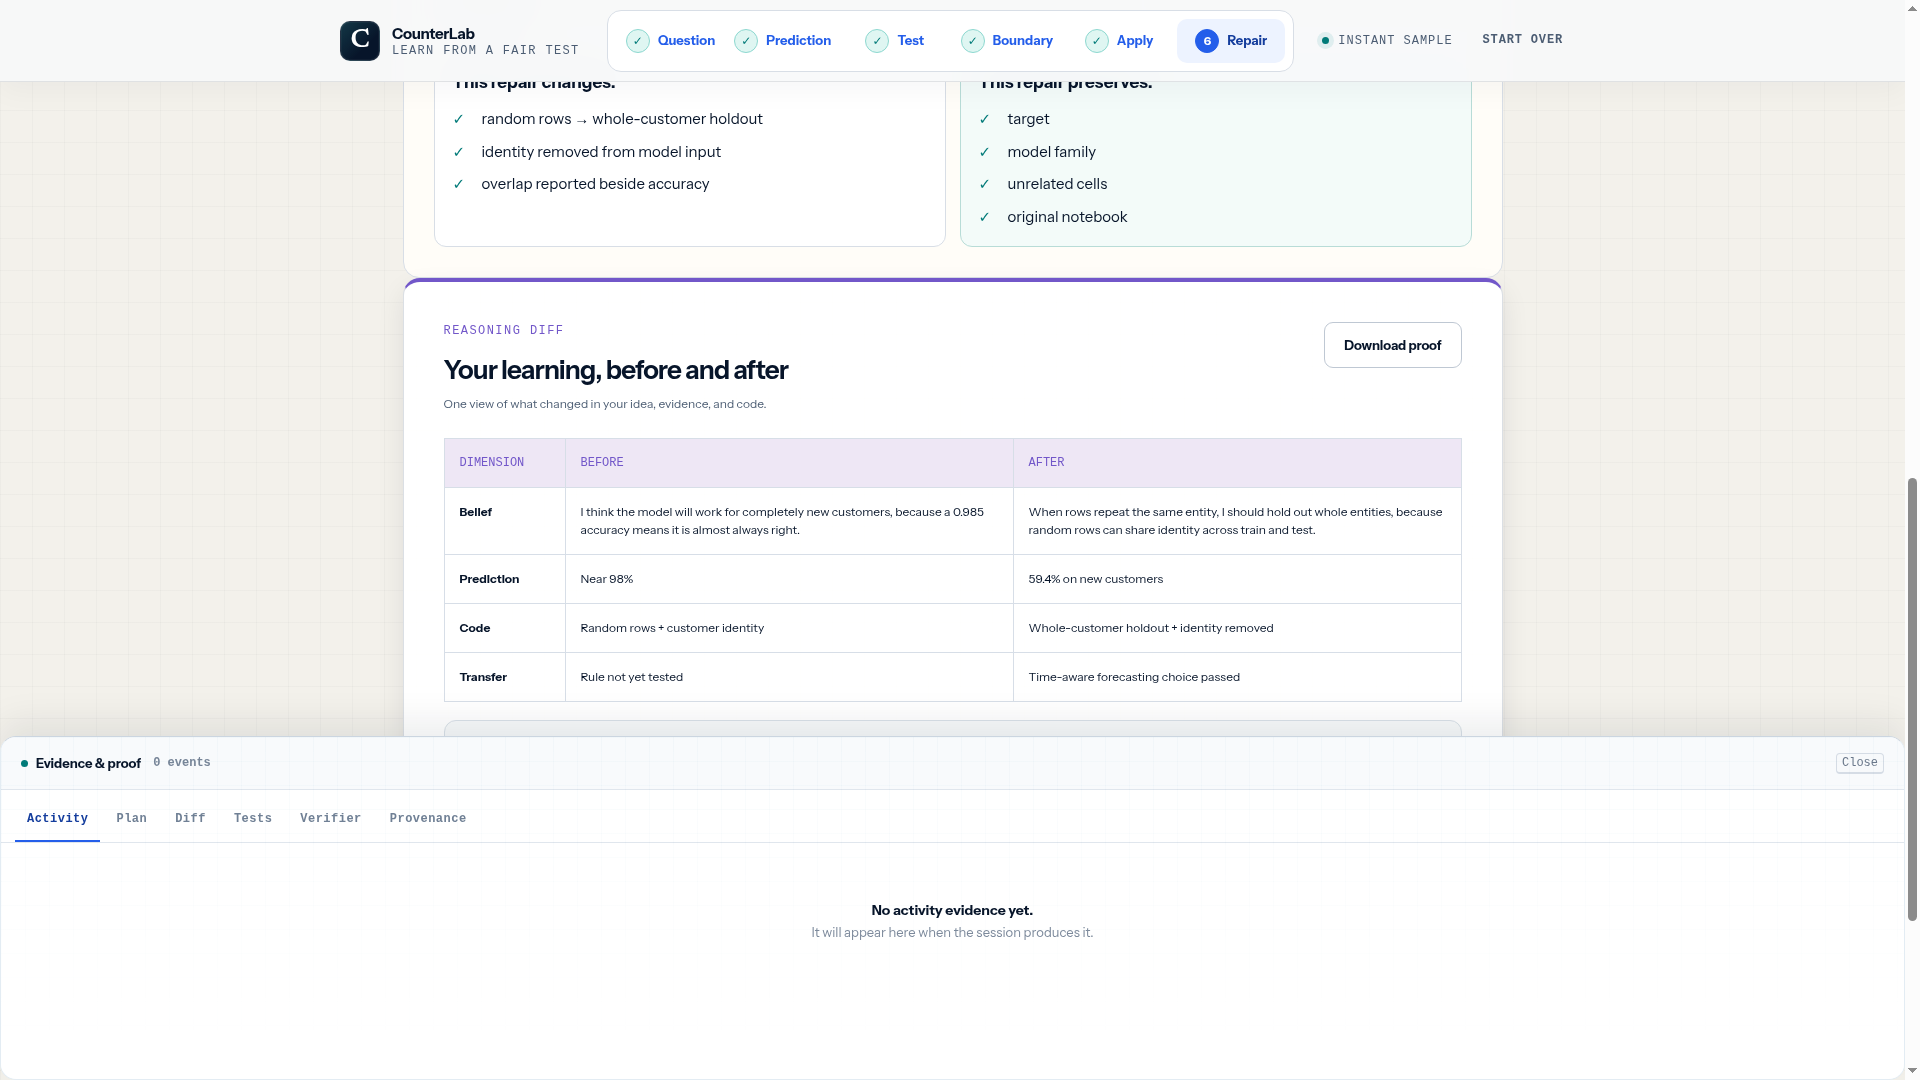 C
CounterLab
LEARN FROM A FAIR TEST
✓ Question
✓ Prediction
✓ Test
✓ Boundary
✓ Apply
6 Repair
INSTANT SAMPLE
START OVER
This repair changes:
✓ random rows → whole-customer holdout
✓ identity removed from model input
✓ overlap reported beside accuracy
This repair preserves:
✓ target
✓ model family
✓ unrelated cells
✓ original notebook
REASONING DIFF
Your learning, before and after
One view of what changed in your idea, evidence, and code.
Download proof
DIMENSION BEFORE AFTER
Belief
I think the model will work for completely new customers, because a 0.985
accuracy means it is almost always right.
When rows repeat the same entity, I should hold out whole entities, because
random rows can share identity across train and test.
Prediction Near 98% 59.4% on new customers
Code Random rows + customer identity Whole-customer holdout + identity removed
Transfer Rule not yet tested Time-aware forecasting choice passed
Evidence & proof 0 events
Close
Activity Plan Diff Tests Verifier Provenance
No activity evidence yet.
It will appear here when the session produces it.